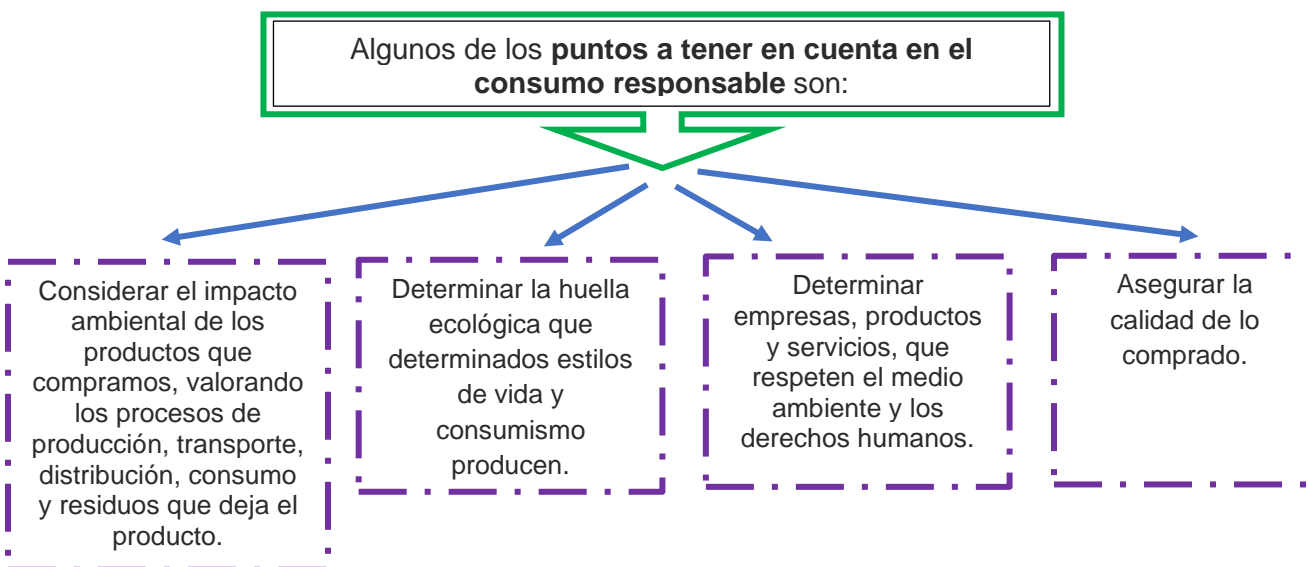 Algunos de los puntos a tener en cuenta en el
consumo responsable son:
Considerar el impacto
ambiental de los
productos que
compramos, valorando
los procesos de
producción, transporte,
distribución, consumo
y residuos que deja el
producto.
Determinar la huella
ecológica que
determinados estilos
de vida y
consumismo
producen.
Determinar
empresas, productos
y servicios, que
respeten el medio
ambiente y los
derechos humanos.
Asegurar la
calidad de lo
comprado.